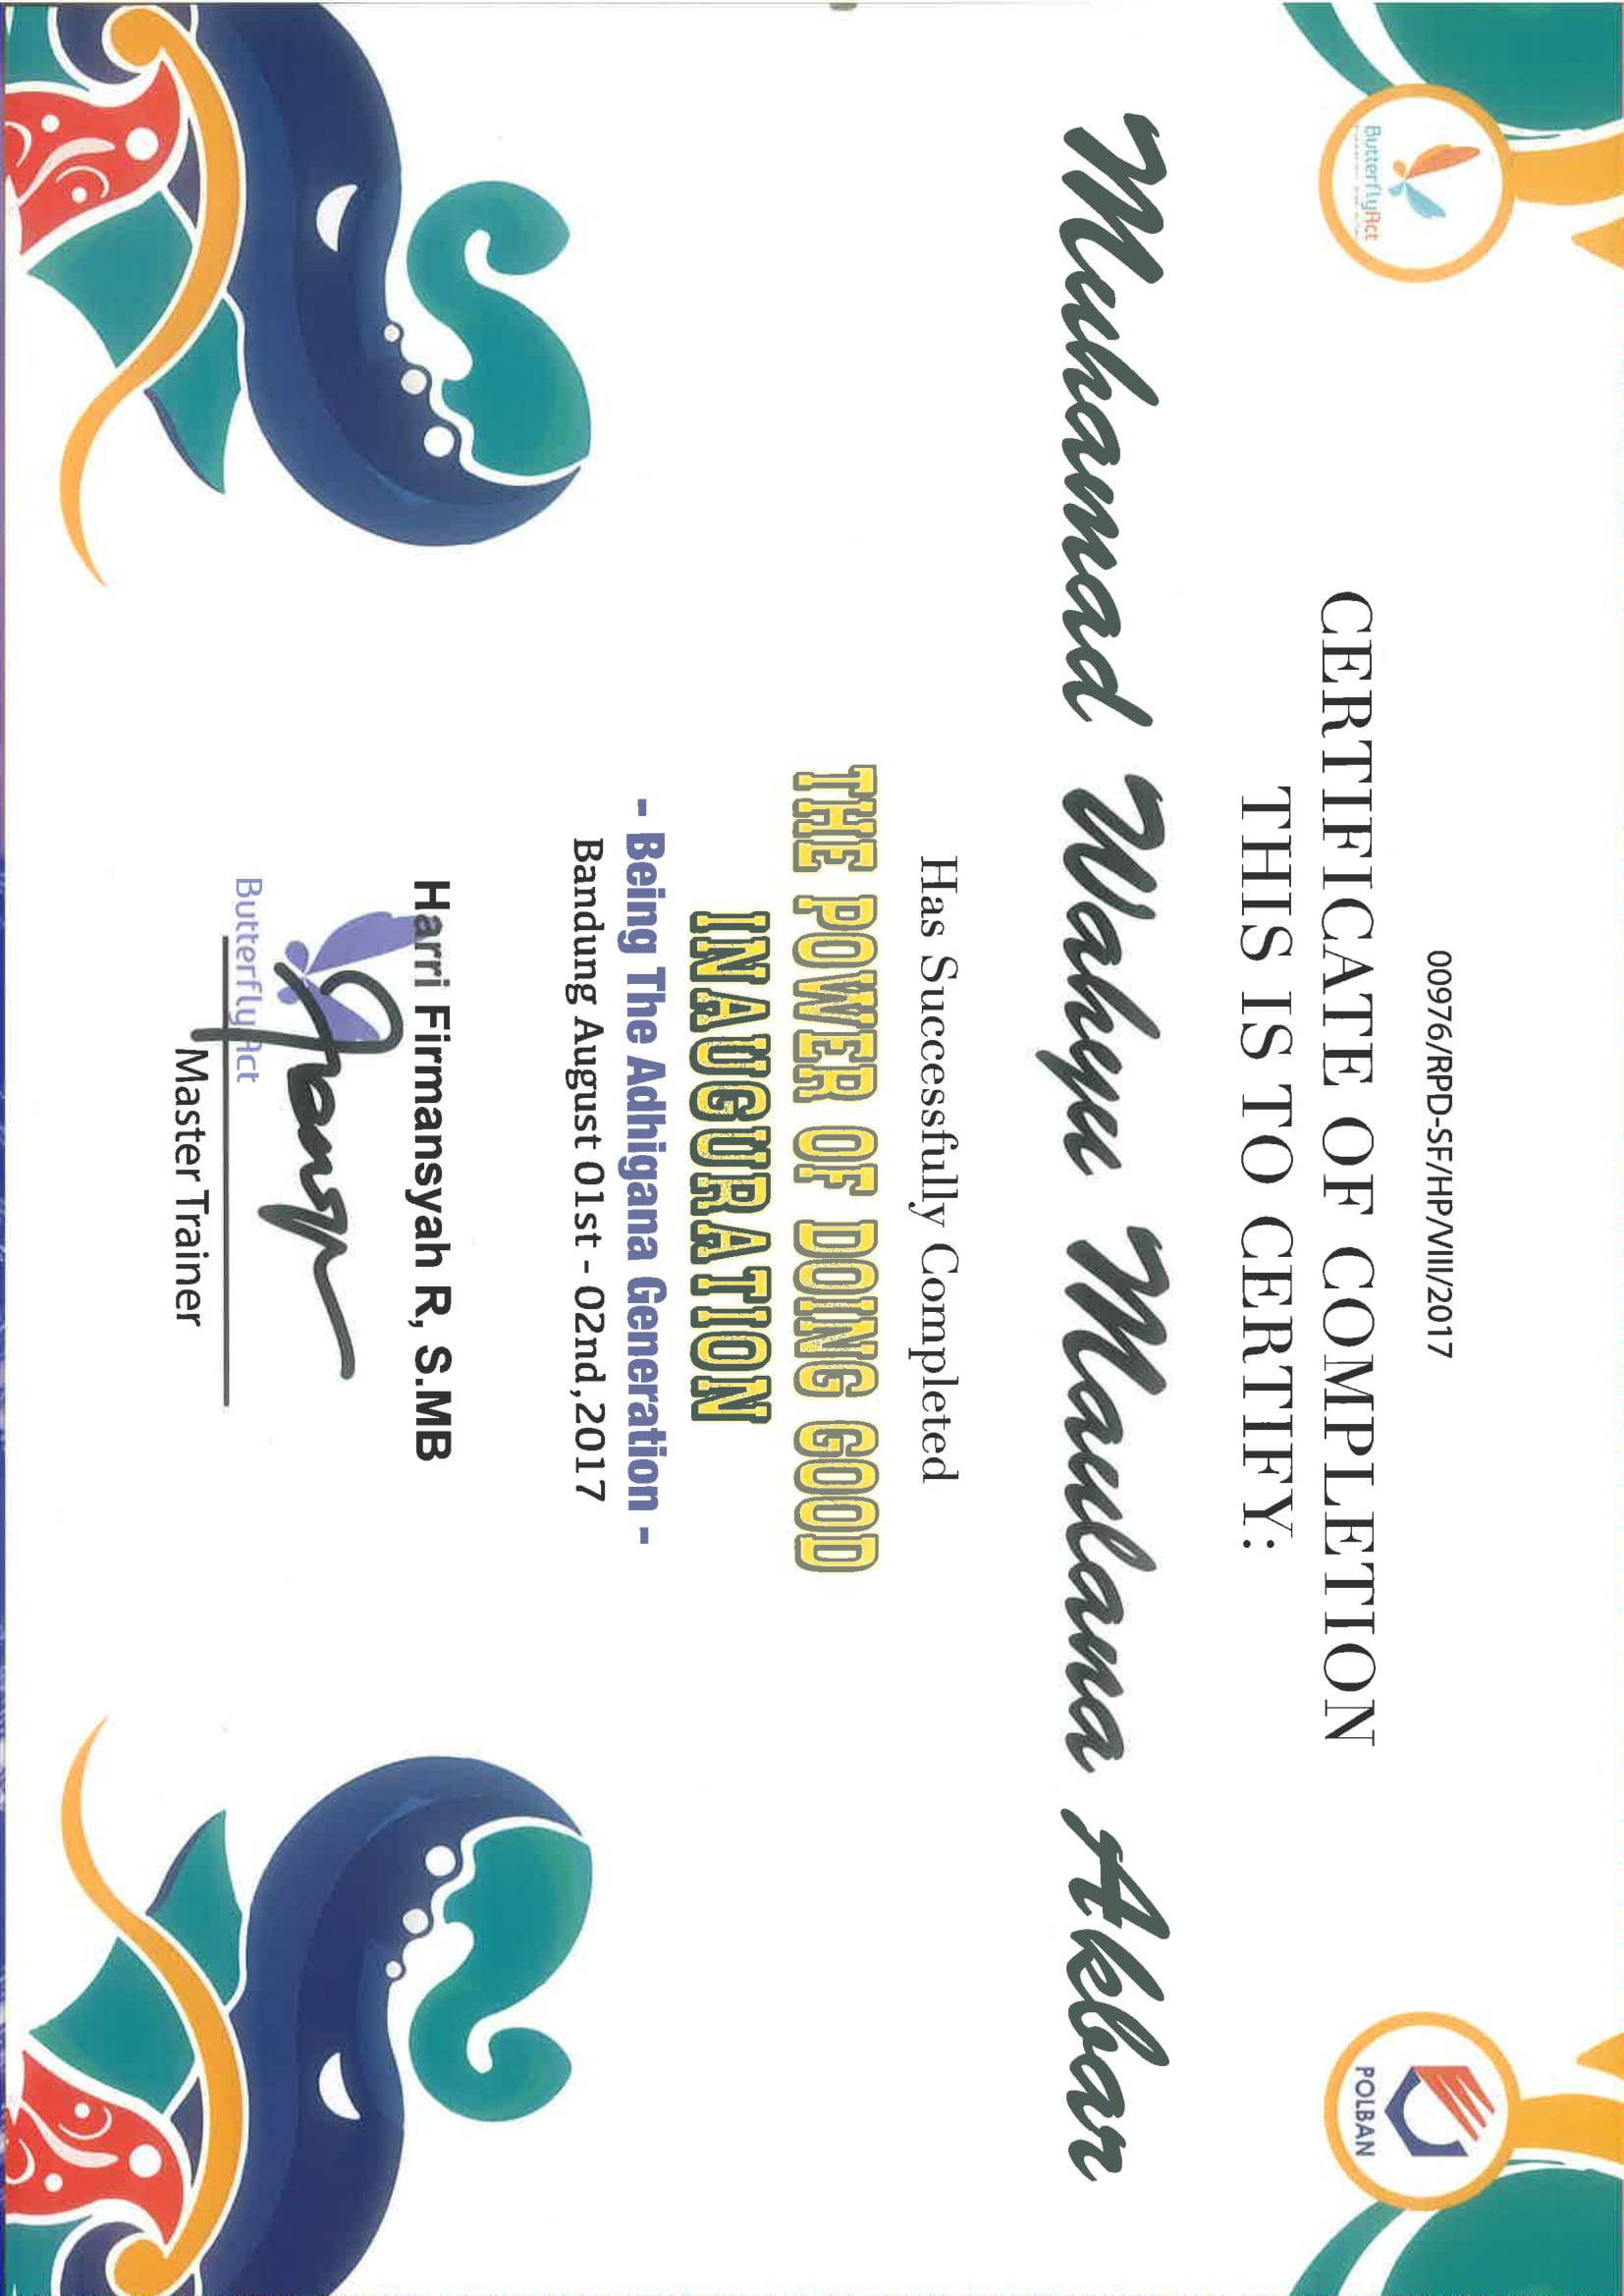 00976/RPD-SF/HP/VIII/2017
ButterflyAct
POLBAN
CERTIFICATE OF COMPLETION
THIS IS TO CERTIFY:
Muhammad Wahyu Maulana Akbar
Has Successfully Completed
THE POWER OF DOING GOOD
INAUGURATION
- Being The Adhigana Generation -
Bandung August 01st - 02nd,2017
Harri Firmansyah R, S.MB
ButterflyAct
Master Trainer